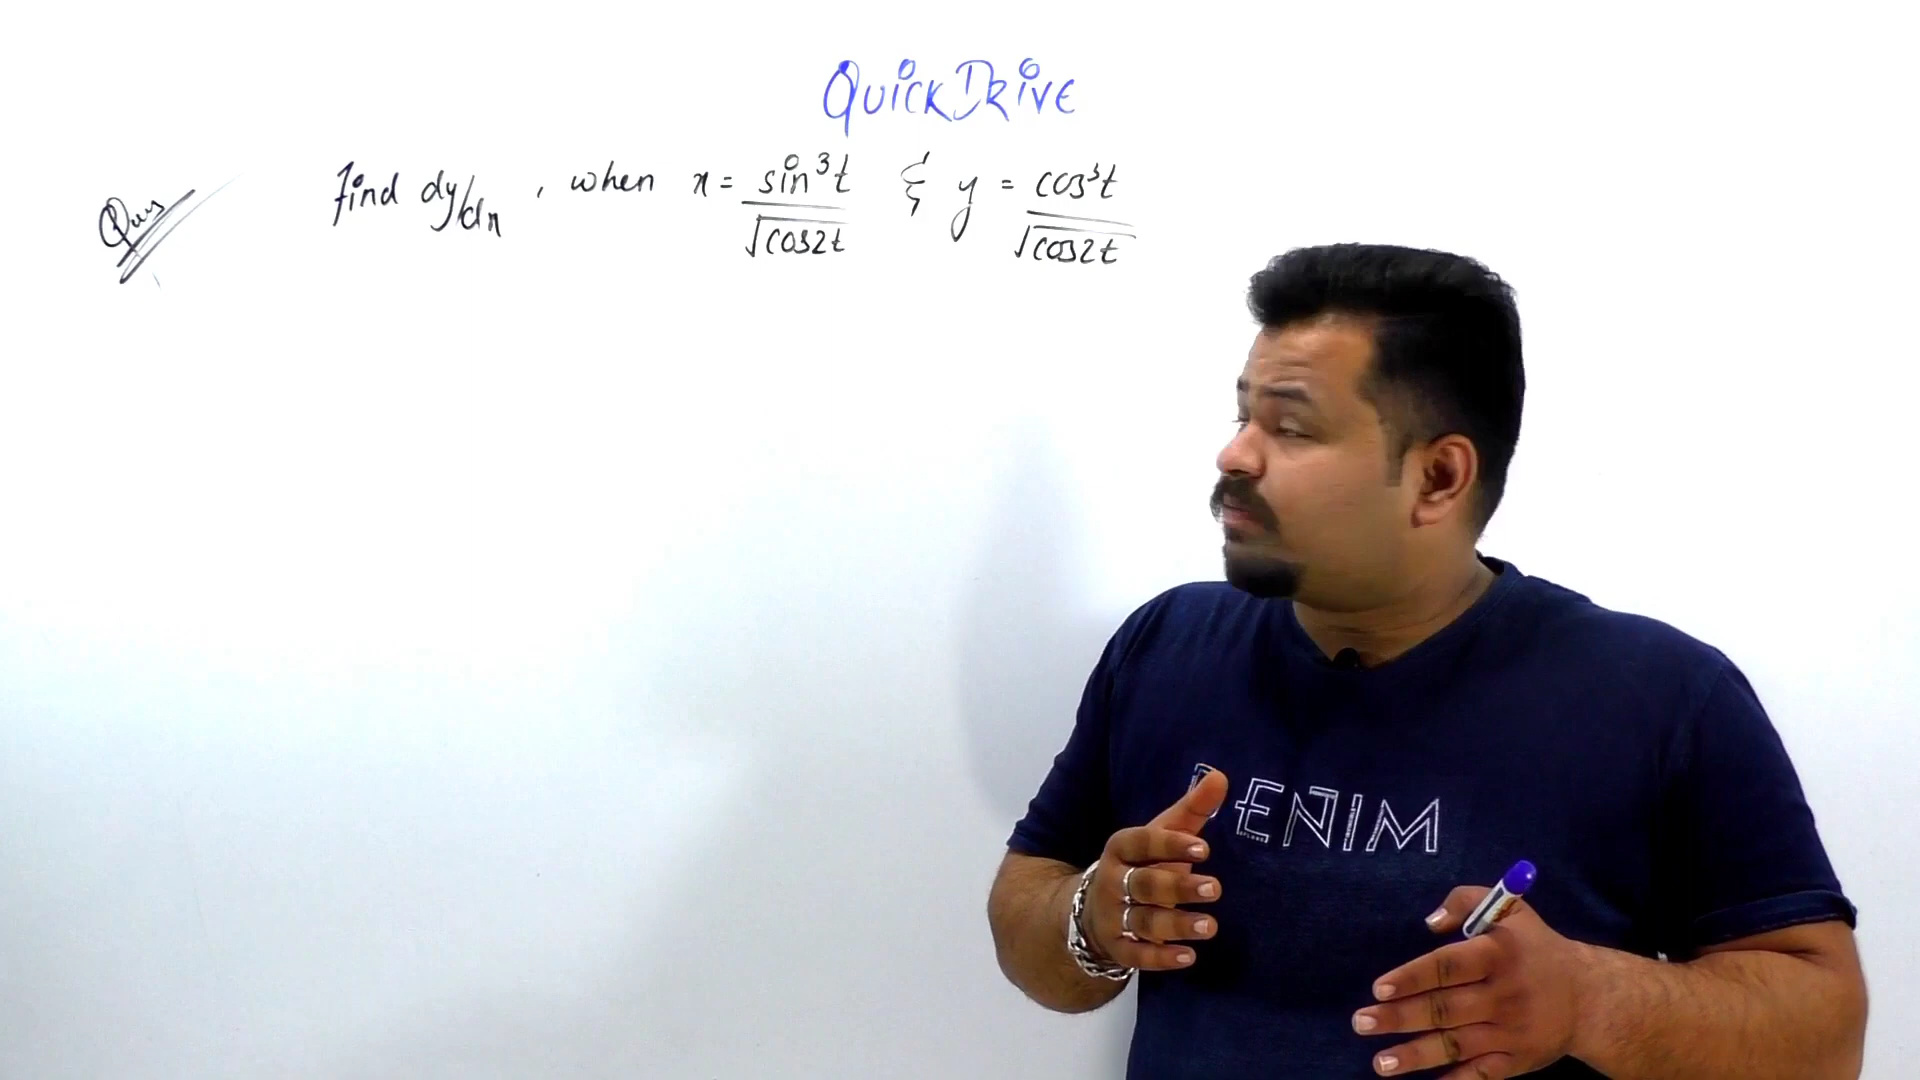 QUICKDRIVE
Ques find dy/dx , when x = sin³t / √cos2t & y = cos³t / √cos2t
DENIM